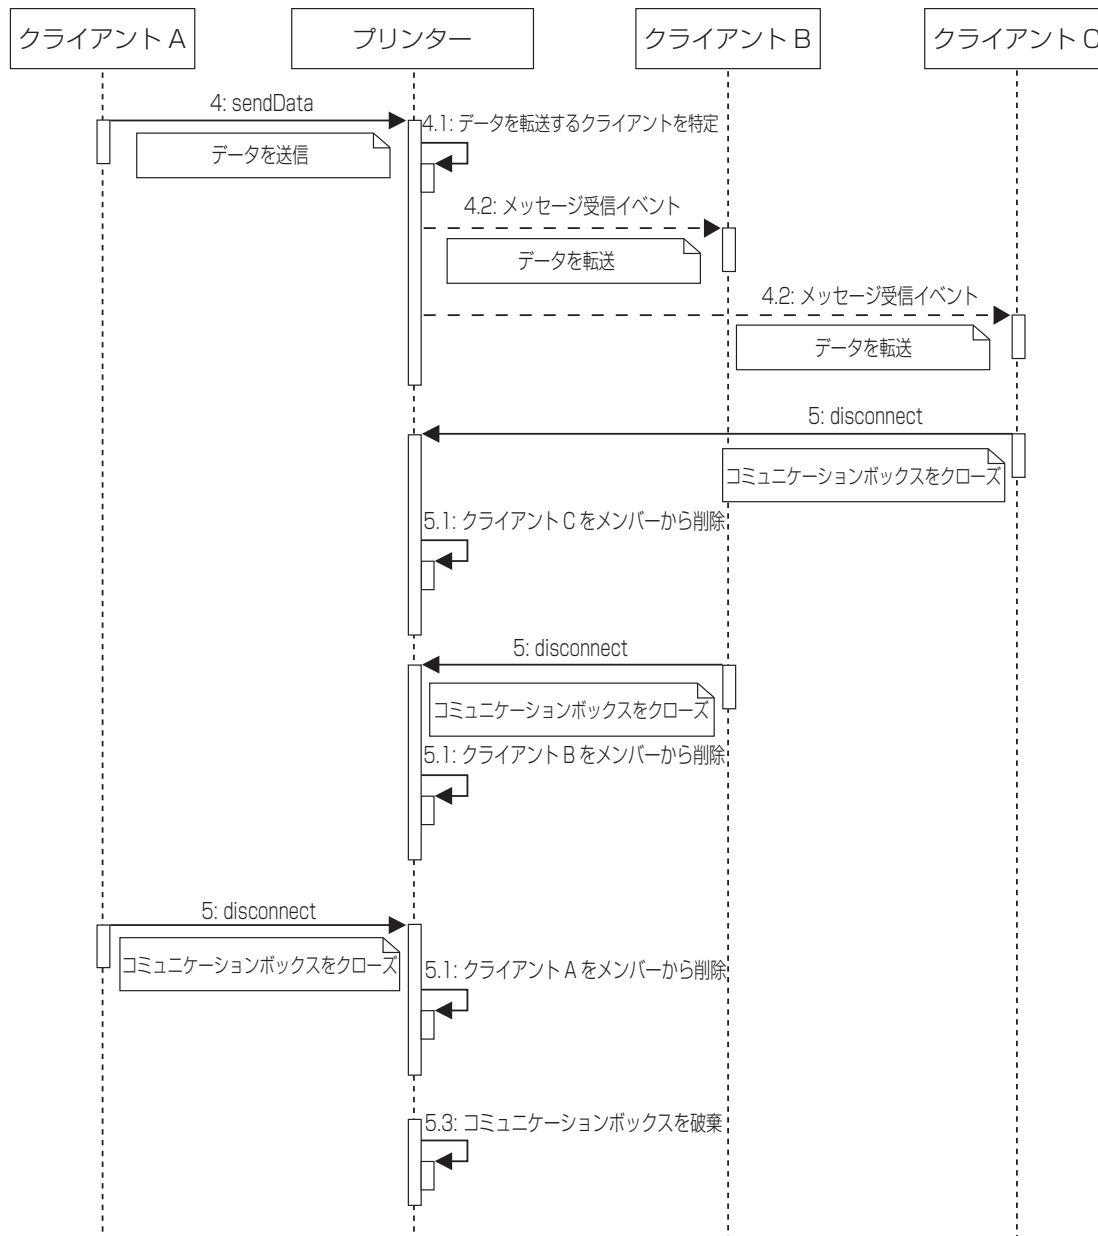 クライアント A
プリンター
クライアント B
クライアント C
4: sendData
4.1: データを転送するクライアントを特定
データを送信
4.2: メッセージ受信イベント
データを転送
4.2: メッセージ受信イベント
データを転送
5: disconnect
コミュニケーションボックスをクローズ
5.1: クライアント C をメンバーから削除
5: disconnect
コミュニケーションボックスをクローズ
5.1: クライアント B をメンバーから削除
5: disconnect
コミュニケーションボックスをクローズ
5.1: クライアント A をメンバーから削除
5.3: コミュニケーションボックスを破棄